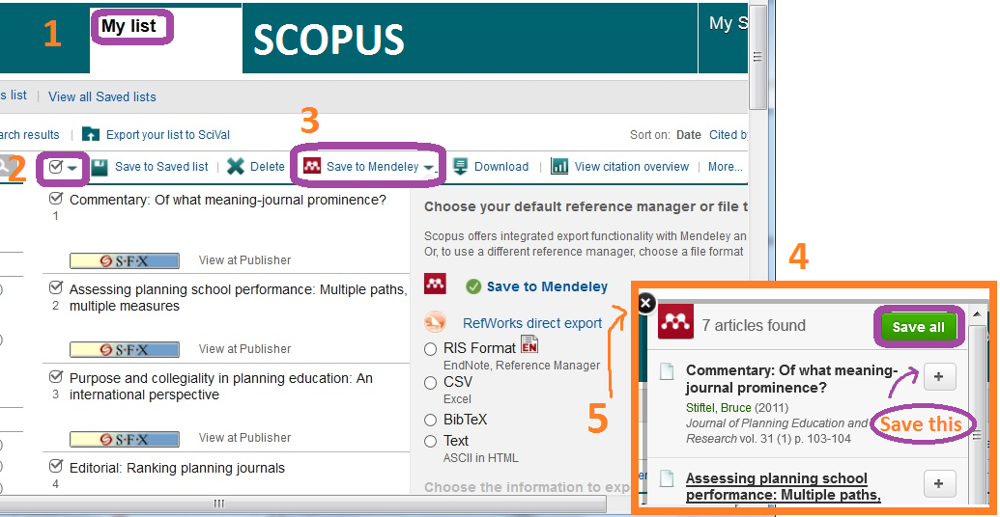 1
My list
SCOPUS
My S
s list | View all Saved lists
arch results | Export your list to SciVal
3
Sort on: Date Cited by
2
Save to Saved list | Delete | Save to Mendeley | Download | View citation overview | More...
Commentary: Of what meaning-journal prominence?
1
S·F·X View at Publisher
Assessing planning school performance: Multiple paths,
2 multiple measures
S·F·X View at Publisher
Purpose and collegiality in planning education: An
3 international perspective
S·F·X View at Publisher
Editorial: Ranking planning journals
4
Choose your default reference manager or file t
Scopus offers integrated export functionality with Mendeley an
Or, to use a different reference manager, choose a file format
Save to Mendeley
RefWorks direct export
RIS Format EN
EndNote, Reference Manager
CSV
Excel
BibTeX
Text
ASCII in HTML
Choose the information to exp
5
4
7 articles found
Save all
Commentary: Of what meaning-
journal prominence?
Stiftel, Bruce (2011)
Journal of Planning Education and
Research vol. 31 (1) p. 103-104
Save this
Assessing planning school
performance: Multiple paths,